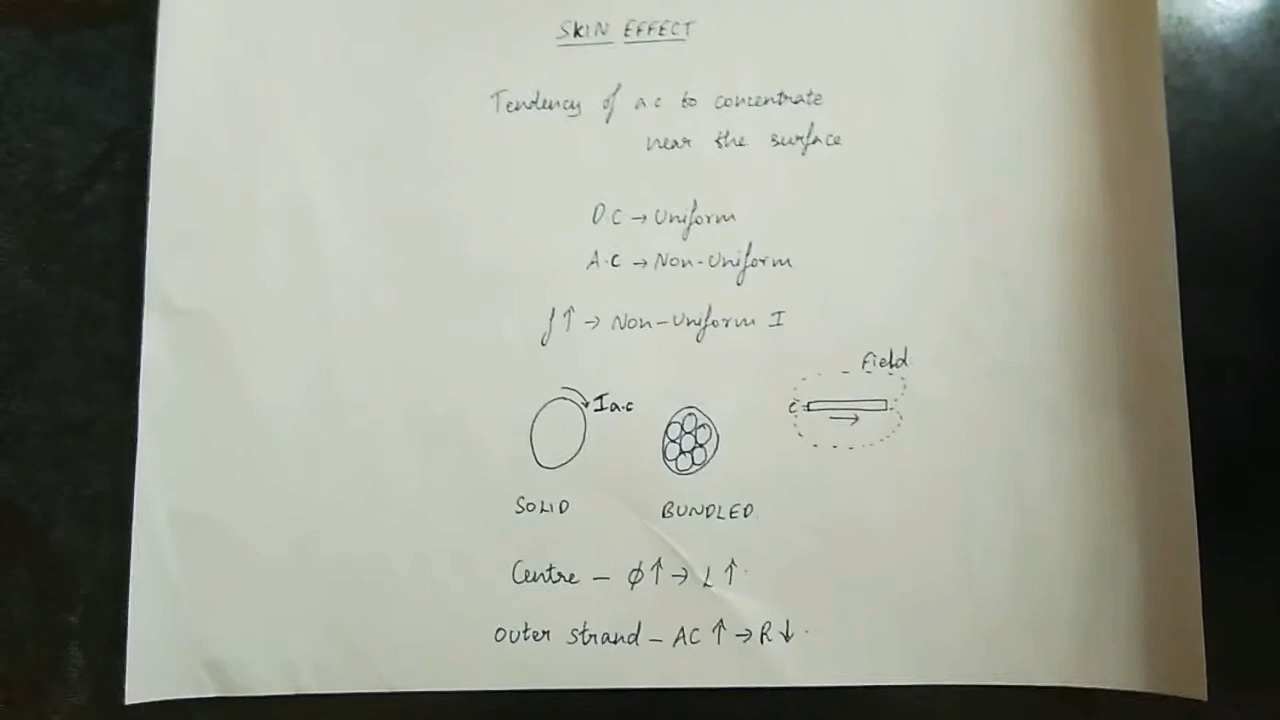 SKIN EFFECT
Tendency of a c to concentrate
near the surface
D.C → Uniform
A.C → Non-Uniform
f↑ → Non-Uniform I
Field
I a.c
C
SOLID
BUNDLED
Centre – φ↑ → L↑
outer strand – AC ↑ → R↓